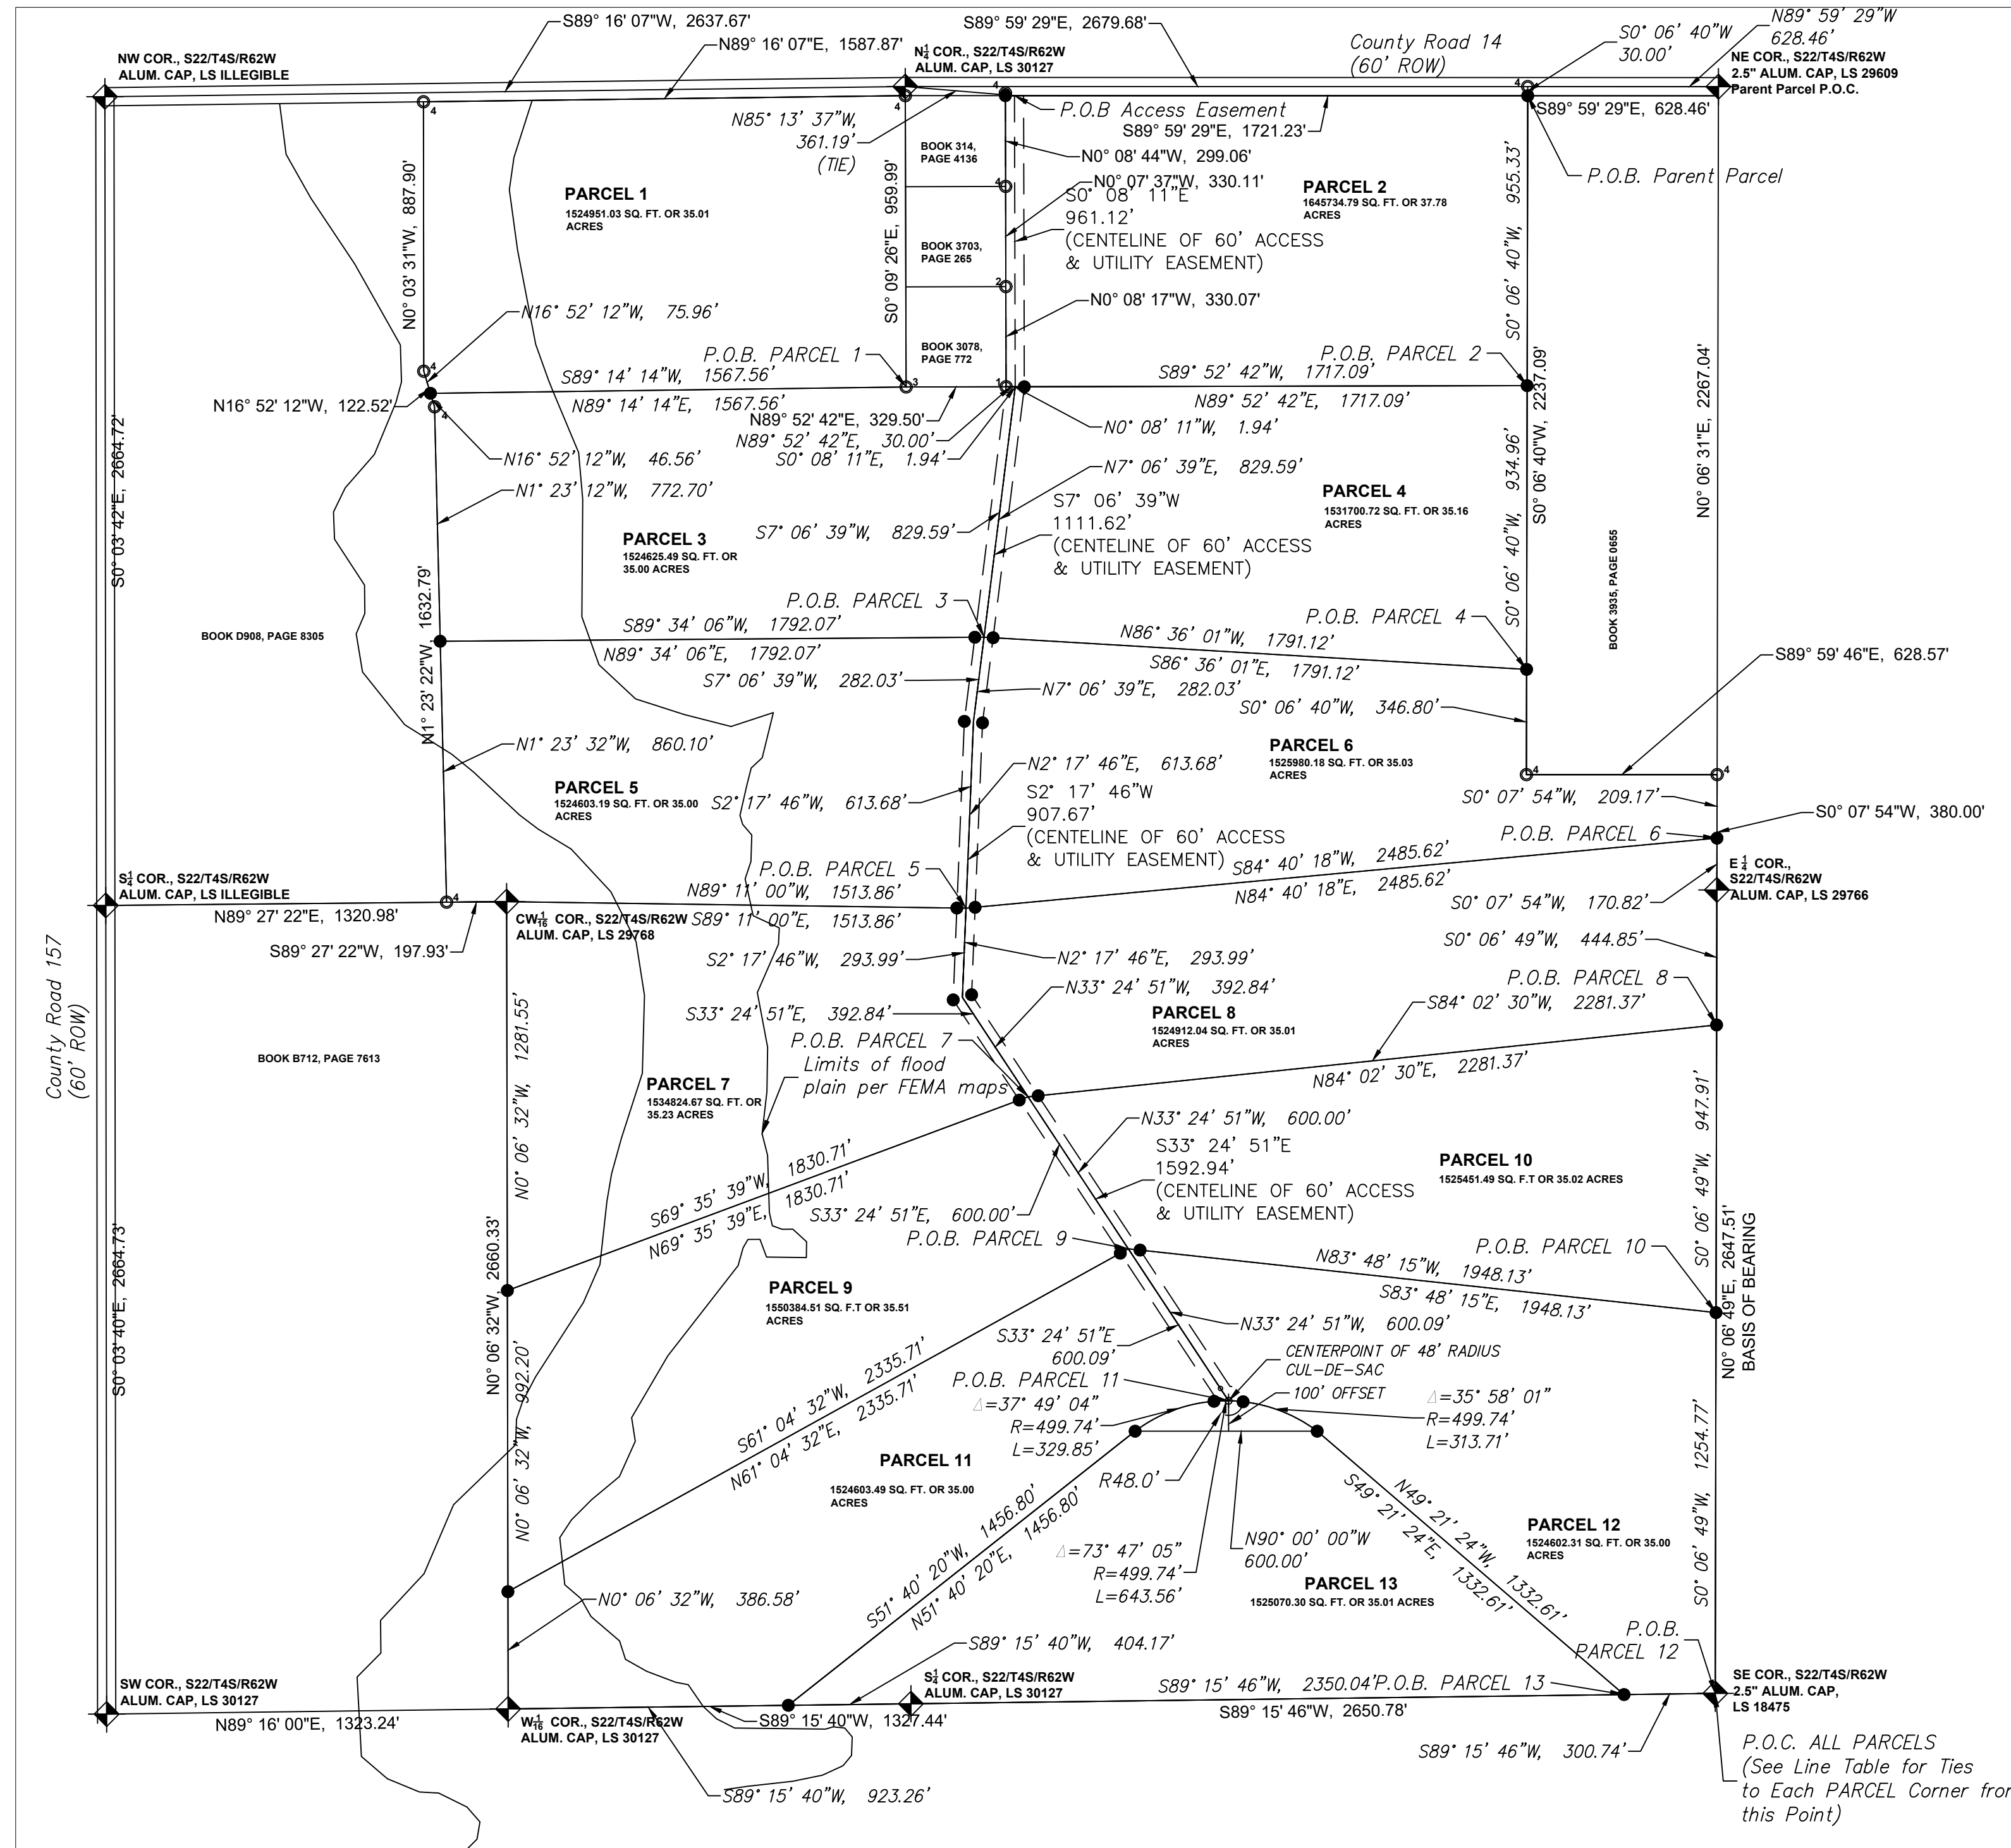 S89° 16' 07"W, 2637.67'
N89° 16' 07"E, 1587.87'
S89° 59' 29"E, 2679.68'
County Road 14
(60' ROW)
S0° 06' 40"W
30.00'
N89° 59' 29"W
628.46'
NW COR., S22/T4S/R62W
ALUM. CAP, LS ILLEGIBLE
N1/4 COR., S22/T4S/R62W
ALUM. CAP, LS 30127
NE COR., S22/T4S/R62W
2.5" ALUM. CAP, LS 29609
Parent Parcel P.O.C.
4
4
4
4
N85° 13' 37"W,
361.19'
(TIE)
P.O.B Access Easement
S89° 59' 29"E, 1721.23'
S89° 59' 29"E, 628.46'
P.O.B. Parent Parcel
BOOK 314,
PAGE 4136
N0° 08' 44"W, 299.06'
N0° 07' 37"W, 330.11'
4
S0° 08' 11"E
961.12'
(CENTELINE OF 60' ACCESS
& UTILITY EASEMENT)
PARCEL 1
1524951.03 SQ. FT. OR 35.01
ACRES
PARCEL 2
1645734.79 SQ. FT. OR 37.78
ACRES
N0° 03' 31"W, 887.90'
S0° 09' 26"E, 959.99'
S0° 06' 40"W, 955.33'
BOOK 3703,
PAGE 265
2
N0° 08' 17"W, 330.07'
N16° 52' 12"W, 75.96'
BOOK 3078,
PAGE 772
P.O.B. PARCEL 1
P.O.B. PARCEL 2
4
S89° 14' 14"W, 1567.56'
3
1
S89° 52' 42"W, 1717.09'
N16° 52' 12"W, 122.52'
N89° 14' 14"E, 1567.56'
N89° 52' 42"E, 1717.09'
4
N89° 52' 42"E, 329.50'
N89° 52' 42"E, 30.00'
S0° 08' 11"E, 1.94'
N0° 08' 11"W, 1.94'
N16° 52' 12"W, 46.56'
N1° 23' 12"W, 772.70'
N7° 06' 39"E, 829.59'
S0° 03' 42"E, 2664.72'
S0° 06' 40"W, 2237.09'
N0° 06' 31"E, 2267.04'
S0° 06' 40"W, 934.96'
PARCEL 3
1524625.49 SQ. FT. OR
35.00 ACRES
S7° 06' 39"W, 829.59'
S7° 06' 39"W
1111.62'
(CENTELINE OF 60' ACCESS
& UTILITY EASEMENT)
PARCEL 4
1531700.72 SQ. FT. OR 35.16
ACRES
BOOK 3935, PAGE 0655
N1° 23' 22"W, 1632.79'
BOOK D908, PAGE 8305
P.O.B. PARCEL 3
P.O.B. PARCEL 4
S89° 34' 06"W, 1792.07'
N89° 34' 06"E, 1792.07'
N86° 36' 01"W, 1791.12'
S86° 36' 01"E, 1791.12'
S89° 59' 46"E, 628.57'
S7° 06' 39"W, 282.03'
N7° 06' 39"E, 282.03'
S0° 06' 40"W, 346.80'
N1° 23' 32"W, 860.10'
PARCEL 5
1524603.19 SQ. FT. OR 35.00
ACRES
PARCEL 6
1525980.18 SQ. FT. OR 35.03
ACRES
4
4
S2° 17' 46"W, 613.68'
N2° 17' 46"E, 613.68'
S2° 17' 46"W
907.67'
(CENTELINE OF 60' ACCESS
& UTILITY EASEMENT)
S0° 07' 54"W, 209.17'
S0° 07' 54"W, 380.00'
P.O.B. PARCEL 6
P.O.B. PARCEL 5
S84° 40' 18"W, 2485.62'
N84° 40' 18"E, 2485.62'
E 1/4 COR.,
S22/T4S/R62W
ALUM. CAP, LS 29766
S1/4 COR., S22/T4S/R62W
ALUM. CAP, LS ILLEGIBLE
N89° 27' 22"E, 1320.98'
4
N89° 11' 00"W, 1513.86'
S89° 11' 00"E, 1513.86'
CW1/16 COR., S22/T4S/R62W
ALUM. CAP, LS 29768
S0° 07' 54"W, 170.82'
S89° 27' 22"W, 197.93'
S0° 06' 49"W, 444.85'
S2° 17' 46"W, 293.99'
N2° 17' 46"E, 293.99'
P.O.B. PARCEL 8
County Road 157
(60' ROW)
N33° 24' 51"W, 392.84'
S33° 24' 51"E, 392.84'
S84° 02' 30"W, 2281.37'
N84° 02' 30"E, 2281.37'
PARCEL 8
1524912.04 SQ. FT. OR 35.01
ACRES
P.O.B. PARCEL 7
Limits of flood
plain per FEMA maps
BOOK B712, PAGE 7613
N0° 06' 32"W, 1281.55'
PARCEL 7
1534824.67 SQ. FT. OR
35.23 ACRES
N33° 24' 51"W, 600.00'
S33° 24' 51"E
1592.94'
(CENTELINE OF 60' ACCESS
& UTILITY EASEMENT)
PARCEL 10
1525451.49 SQ. F.T OR 35.02 ACRES
S0° 06' 49"W, 947.91'
S69° 35' 39"W, 1830.71'
N69° 35' 39"E, 1830.71'
S33° 24' 51"E, 600.00'
P.O.B. PARCEL 9
P.O.B. PARCEL 10
N83° 48' 15"W, 1948.13'
S83° 48' 15"E, 1948.13'
S0° 03' 40"E, 2664.73'
N0° 06' 32"W, 2660.33'
N0° 06' 49"E, 2647.51'
BASIS OF BEARING
PARCEL 9
1550384.51 SQ. F.T OR 35.51
ACRES
N33° 24' 51"W, 600.09'
S33° 24' 51"E
600.09'
CENTERPOINT OF 48' RADIUS
CUL-DE-SAC
100' OFFSET
P.O.B. PARCEL 11
Δ=37° 49' 04"
R=499.74'
L=329.85'
Δ=35° 58' 01"
R=499.74'
L=313.71'
N0° 06' 32"W, 992.20'
S61° 04' 32"W, 2335.71'
N61° 04' 32"E, 2335.71'
PARCEL 11
1524603.49 SQ. FT. OR 35.00
ACRES
R48.0'
S0° 06' 49"W, 1254.77'
S51° 40' 20"W, 1456.80'
N51° 40' 20"E, 1456.80'
N49° 21' 24"W, 1332.61'
S49° 21' 24"E, 1332.61'
Δ=73° 47' 05"
R=499.74'
L=643.56'
N90° 00' 00"W
600.00'
PARCEL 12
1524602.31 SQ. FT. OR 35.00
ACRES
PARCEL 13
1525070.30 SQ. FT. OR 35.01 ACRES
N0° 06' 32"W, 386.58'
P.O.B.
PARCEL 12
S89° 15' 40"W, 404.17'
SW COR., S22/T4S/R62W
ALUM. CAP, LS 30127
S1/4 COR., S22/T4S/R62W
ALUM. CAP, LS 30127
S89° 15' 46"W, 2350.04'
P.O.B. PARCEL 13
SE COR., S22/T4S/R62W
2.5" ALUM. CAP,
LS 18475
N89° 16' 00"E, 1323.24'
W1/16 COR., S22/T4S/R62W
ALUM. CAP, LS 30127
S89° 15' 40"W, 1327.44'
S89° 15' 46"W, 2650.78'
S89° 15' 46"W, 300.74'
S89° 15' 40"W, 923.26'
P.O.C. ALL PARCELS
(See Line Table for Ties
to Each PARCEL Corner from
this Point)